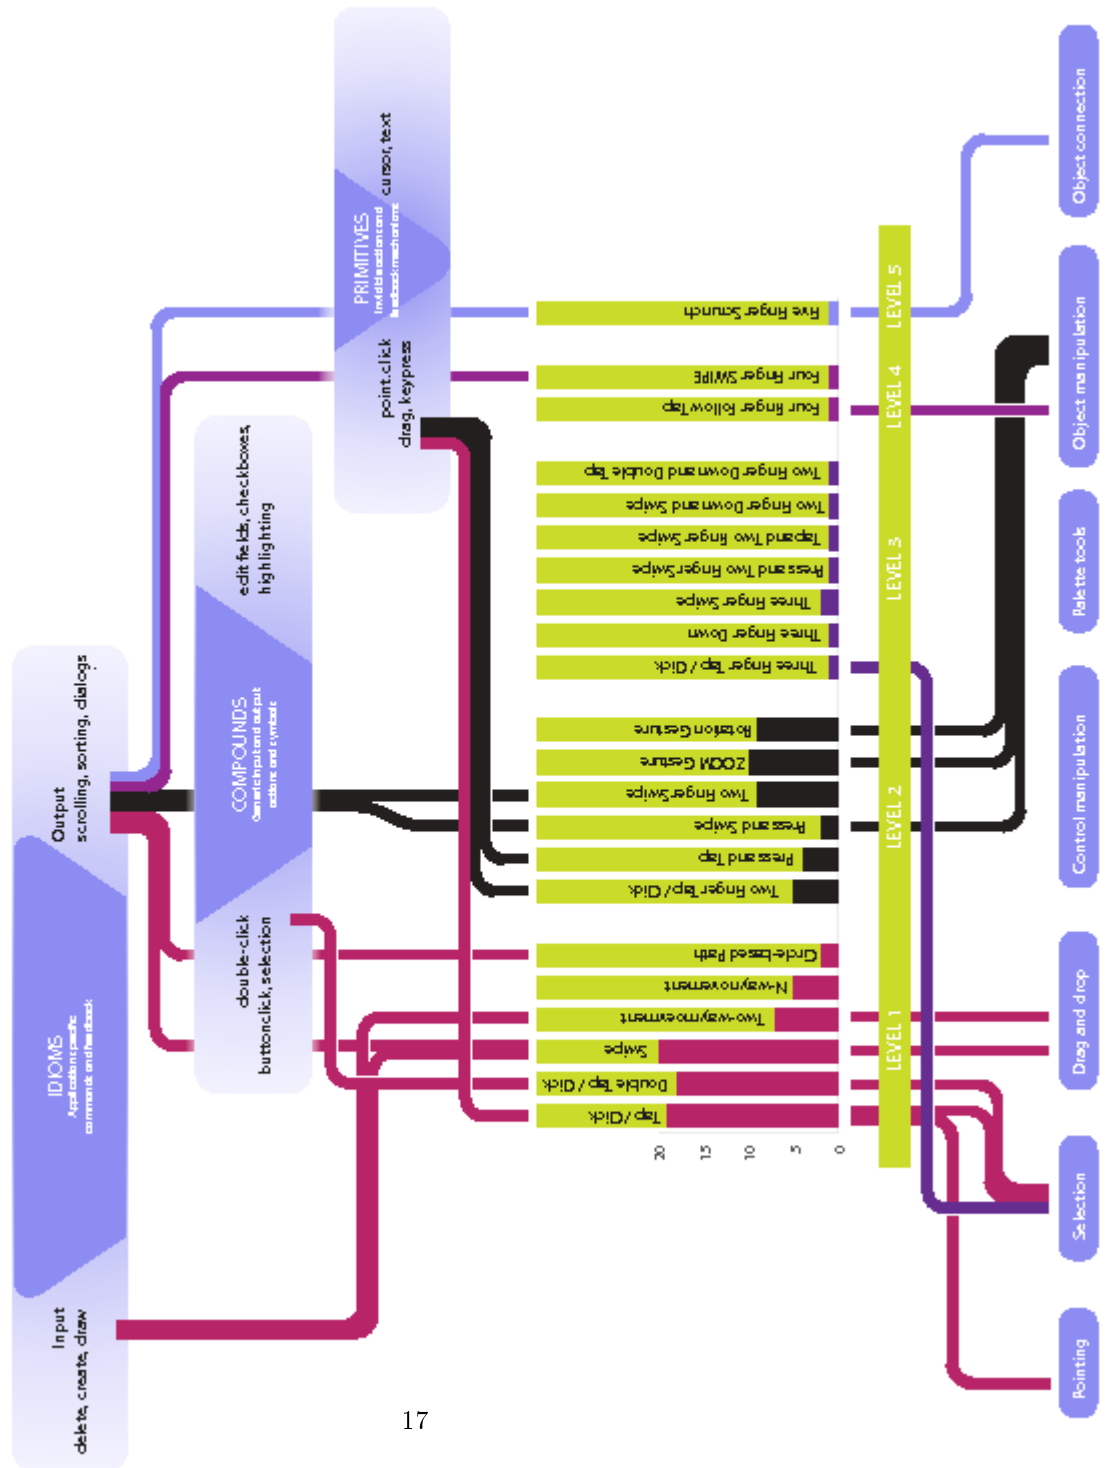 IDIOMS
Application specific
commands and feedback
Input
delete, create, draw
Output
scrolling, sorting, dialogs
COMPOUNDS
Generic input and output
actions and symbols
double-click
button click, selection
edit fields, checkboxes,
highlighting
PRIMITIVES
Invidible actions and
feedback mechanisms
point. click
drag, keypress
cursor, text
Tap / Click
Double Tap / Click
Swipe
Two-way movement
N-way movement
Circle-based Path
Two Finger Tap / Click
Press and Tap
Press and Swipe
Two Finger Swipe
ZOOM Gesture
Rotation Gesture
Three Finger Tap / Click
Three Finger Down
Three Finger Swipe
Press and Two Finger Swipe
Tap and Two Finger Swipe
Two Finger Down and Swipe
Two Finger Down and Double Tap
Four Finger Follow Tap
Four Finger SWIPE
Five Finger Scrunch
20
15
10
5
0
LEVEL 1
LEVEL 2
LEVEL 3
LEVEL 4
LEVEL 5
Pointing
Selection
Drag and drop
Control manipulation
Palette tools
Object manipulation
Object connection
17